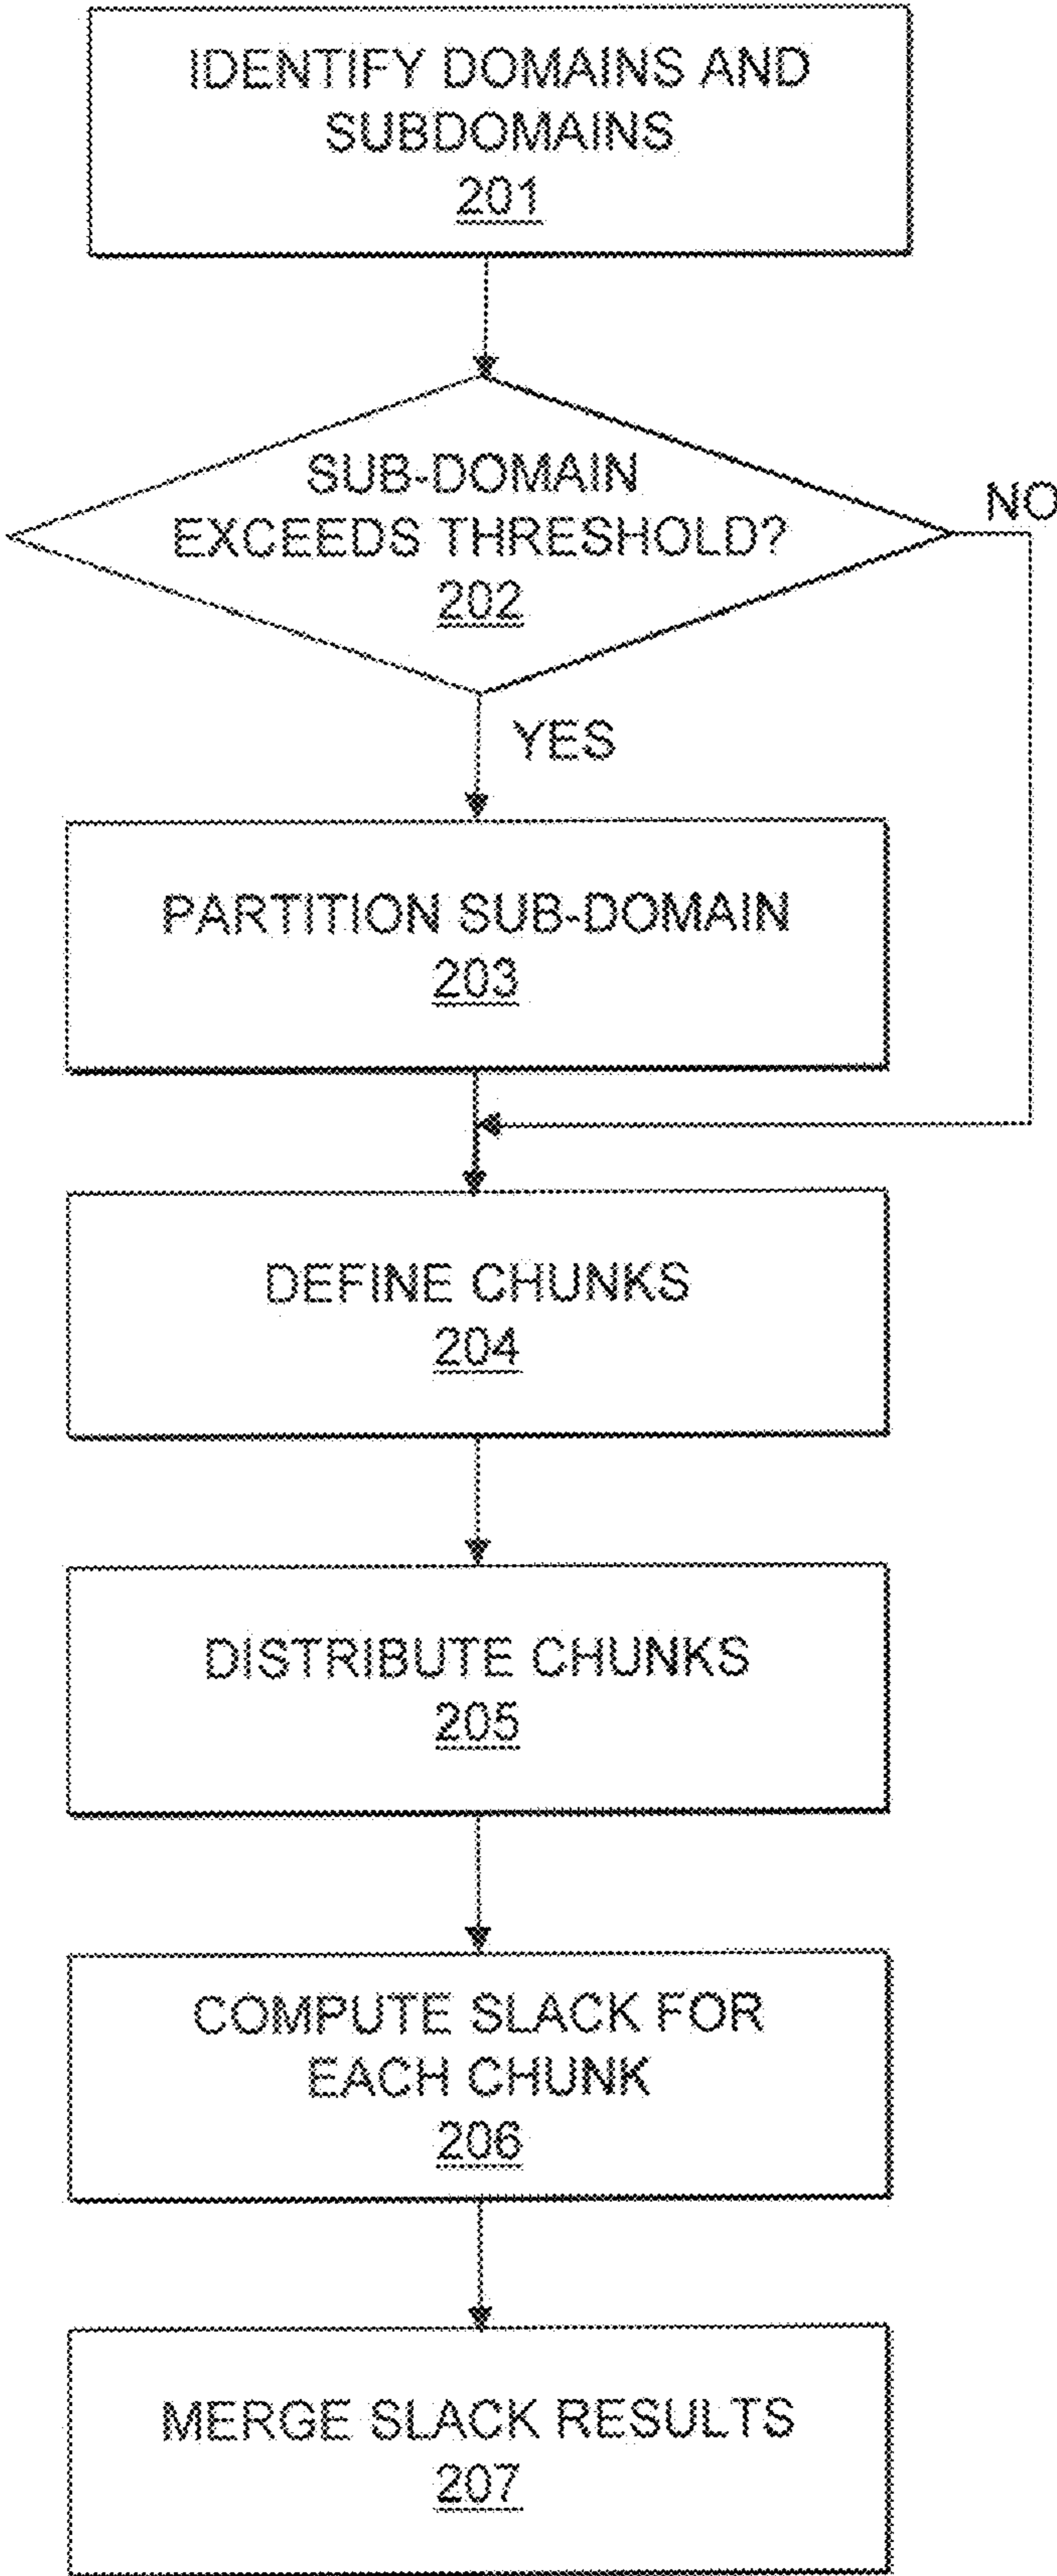 IDENTIFY DOMAINS AND
SUBDOMAINS
201
SUB-DOMAIN
EXCEEDS THRESHOLD?
202
NO
YES
PARTITION SUB-DOMAIN
203
DEFINE CHUNKS
204
DISTRIBUTE CHUNKS
205
COMPUTE SLACK FOR
EACH CHUNK
206
MERGE SLACK RESULTS
207